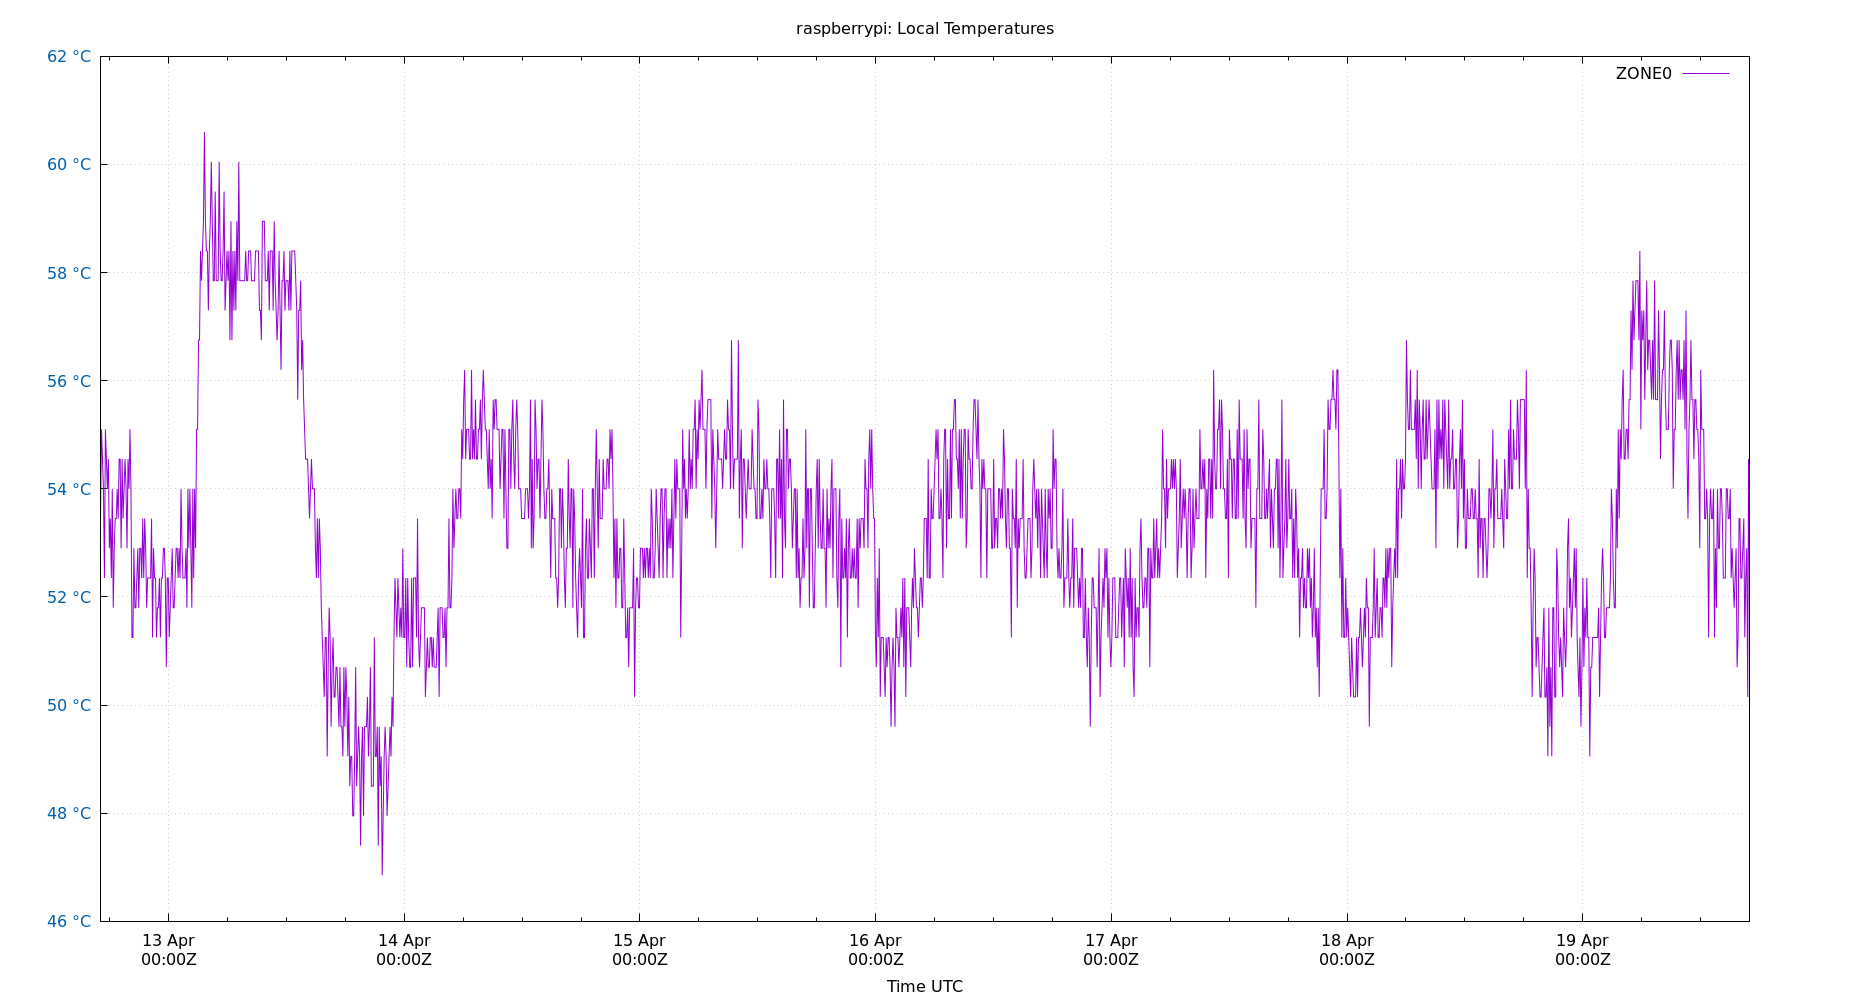 raspberrypi: Local Temperatures
62 °C
ZONE0
60 °C
58 °C
56 °C
54 °C
52 °C
50 °C
48 °C
46 °C
13 Apr 14 Apr 15 Apr 16 Apr 17 Apr 18 Apr 19 Apr
00:00Z 00:00Z 00:00Z 00:00Z 00:00Z 00:00Z 00:00Z
Time UTC